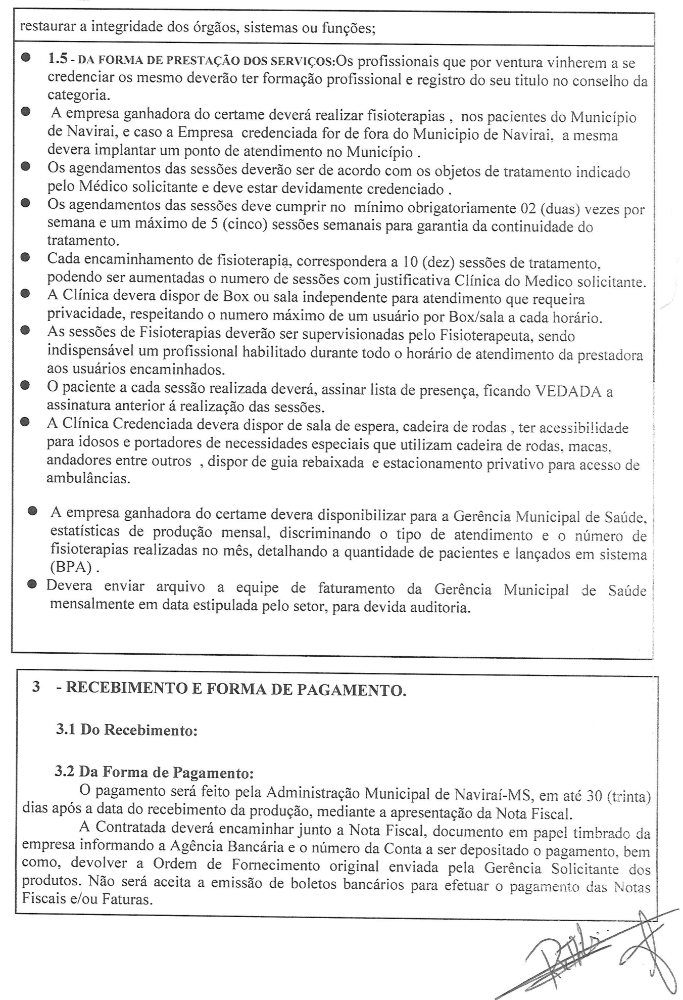 restaurar a integridade dos órgãos, sistemas ou funções;
● 1.5 - DA FORMA DE PRESTAÇÃO DOS SERVIÇOS:Os profissionais que por ventura vinherem a se
credenciar os mesmo deverão ter formação profissional e registro do seu titulo no conselho da
categoria.
● A empresa ganhadora do certame deverá realizar fisioterapias , nos pacientes do Município
de Navirai, e caso a Empresa credenciada for de fora do Municipio de Navirai, a mesma
devera implantar um ponto de atendimento no Município .
● Os agendamentos das sessões deverão ser de acordo com os objetos de tratamento indicado
pelo Médico solicitante e deve estar devidamente credenciado .
● Os agendamentos das sessões deve cumprir no mínimo obrigatoriamente 02 (duas) vezes por
semana e um máximo de 5 (cinco) sessões semanais para garantia da continuidade do
tratamento.
● Cada encaminhamento de fisioterapia, correspondera a 10 (dez) sessões de tratamento,
podendo ser aumentadas o numero de sessões com justificativa Clínica do Medico solicitante.
● A Clínica devera dispor de Box ou sala independente para atendimento que requeira
privacidade, respeitando o numero máximo de um usuário por Box/sala a cada horário.
● As sessões de Fisioterapias deverão ser supervisionadas pelo Fisioterapeuta, sendo
indispensável um profissional habilitado durante todo o horário de atendimento da prestadora
aos usuários encaminhados.
● O paciente a cada sessão realizada deverá, assinar lista de presença, ficando VEDADA a
assinatura anterior á realização das sessões.
● A Clínica Credenciada devera dispor de sala de espera, cadeira de rodas , ter acessibilidade
para idosos e portadores de necessidades especiais que utilizam cadeira de rodas, macas,
andadores entre outros , dispor de guia rebaixada e estacionamento privativo para acesso de
ambulâncias.
● A empresa ganhadora do certame devera disponibilizar para a Gerência Municipal de Saúde,
estatísticas de produção mensal, discriminando o tipo de atendimento e o número de
fisioterapias realizadas no mês, detalhando a quantidade de pacientes e lançados em sistema
(BPA) .
● Devera enviar arquivo a equipe de faturamento da Gerência Municipal de Saúde
mensalmente em data estipulada pelo setor, para devida auditoria.
3 - RECEBIMENTO E FORMA DE PAGAMENTO.
3.1 Do Recebimento:
3.2 Da Forma de Pagamento:
O pagamento será feito pela Administração Municipal de Naviraí-MS, em até 30 (trinta)
dias após a data do recebimento da produção, mediante a apresentação da Nota Fiscal.
A Contratada deverá encaminhar junto a Nota Fiscal, documento em papel timbrado da
empresa informando a Agência Bancária e o número da Conta a ser depositado o pagamento, bem
como, devolver a Ordem de Fornecimento original enviada pela Gerência Solicitante dos
produtos. Não será aceita a emissão de boletos bancários para efetuar o pagamento das Notas
Fiscais e/ou Faturas.